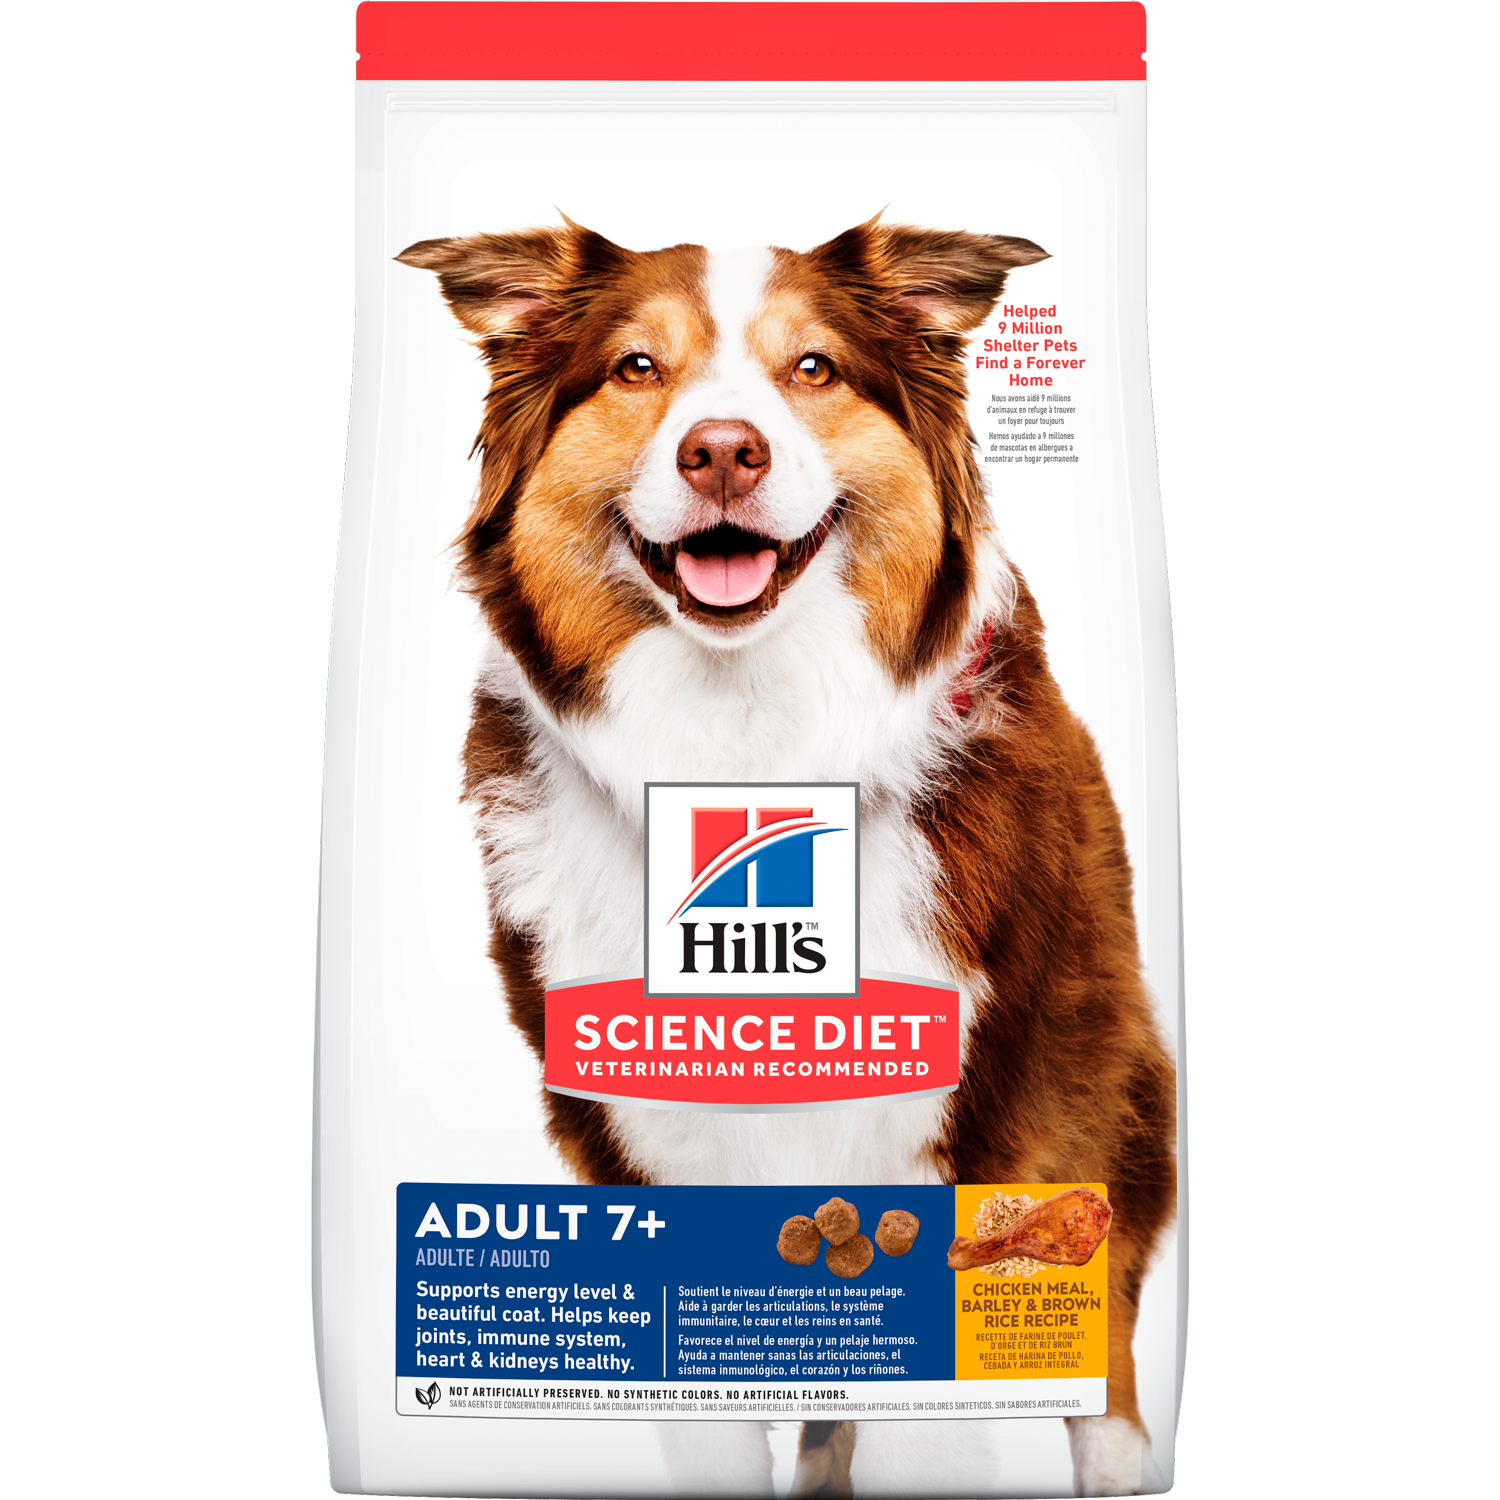 Helped
9 Million
Shelter Pets
Find a Forever
Home
Nous avons aidé 9 millions
d'animaux en refuge à trouver
un foyer pour toujours
Hemos ayudado a 9 millones
de mascotas en albergues a
encontrar un hogar permanente
Hill's™
SCIENCE DIET™
VETERINARIAN RECOMMENDED
ADULT 7+
ADULTE / ADULTO
Supports energy level &
beautiful coat. Helps keep
joints, immune system,
heart & kidneys healthy.
Soutient le niveau d'énergie et un beau pelage.
Aide à garder les articulations, le système
immunitaire, le cœur et les reins en santé.
Favorece el nivel de energía y un pelaje hermoso.
Ayuda a mantener sanas las articulaciones, el
sistema inmunológico, el corazón y los riñones.
CHICKEN MEAL,
BARLEY & BROWN
RICE RECIPE
RECETTE DE FARINE DE POULET,
D'ORGE ET DE RIZ BRUN
RECETA DE HARINA DE POLLO,
CEBADA Y ARROZ INTEGRAL
NOT ARTIFICIALLY PRESERVED. NO SYNTHETIC COLORS. NO ARTIFICIAL FLAVORS.
SANS AGENTS DE CONSERVATION ARTIFICIELS. SANS COLORANTS SYNTHÉTIQUES. SANS SAVEURS ARTIFICIELLES. / SIN CONSERVADORES ARTIFICIALES. SIN COLORES SINTETICOS. SIN SABORES ARTIFICIALES.